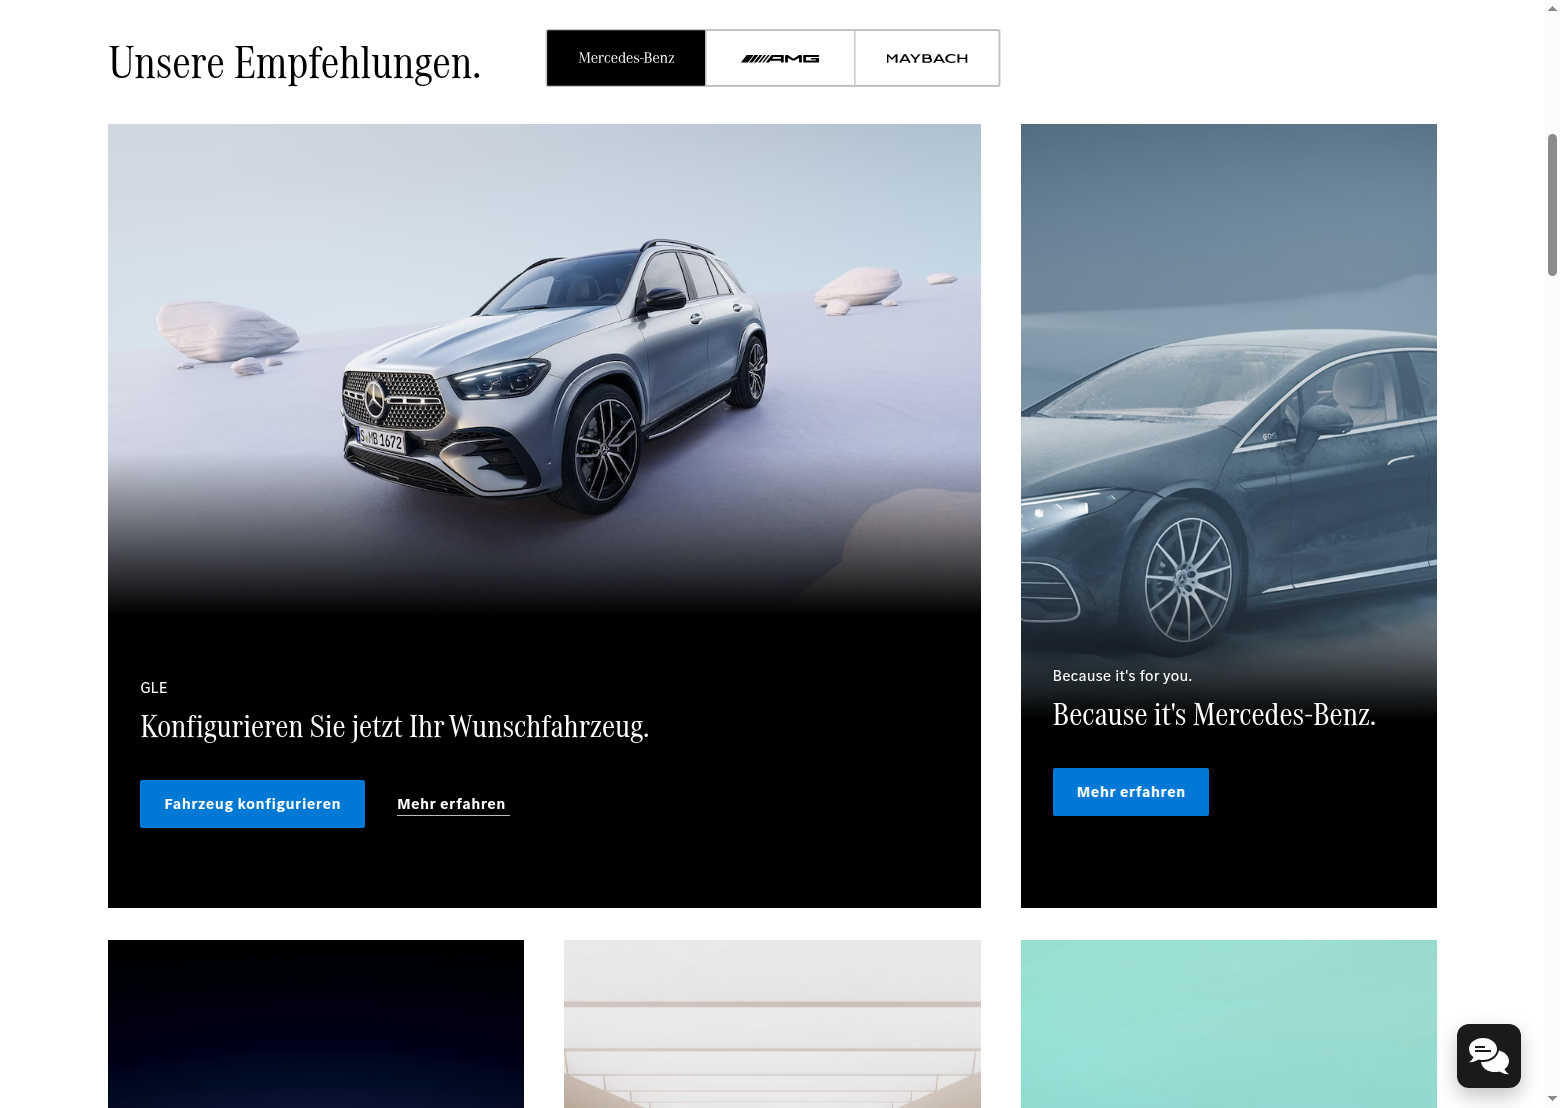 Unsere Empfehlungen.
Mercedes-Benz
AMG
MAYBACH
S MB 1672
EQS
GLE
Konfigurieren Sie jetzt Ihr Wunschfahrzeug.
Fahrzeug konfigurieren
Mehr erfahren
Because it's for you.
Because it's Mercedes-Benz.
Mehr erfahren